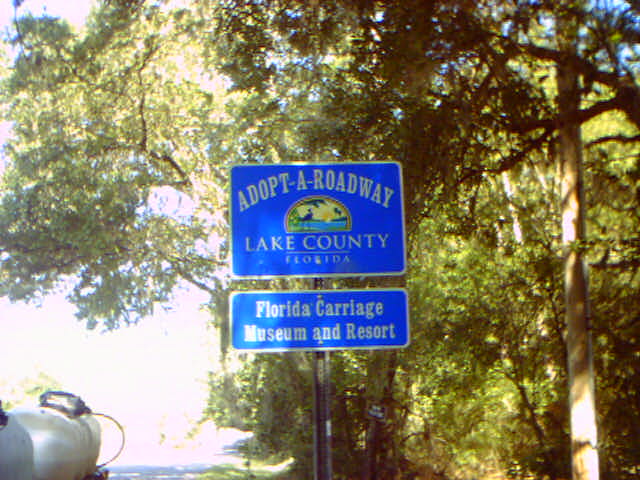 ADOPT-A-ROADWAY
LAKE COUNTY
FLORIDA
Florida Carriage
Museum and Resort